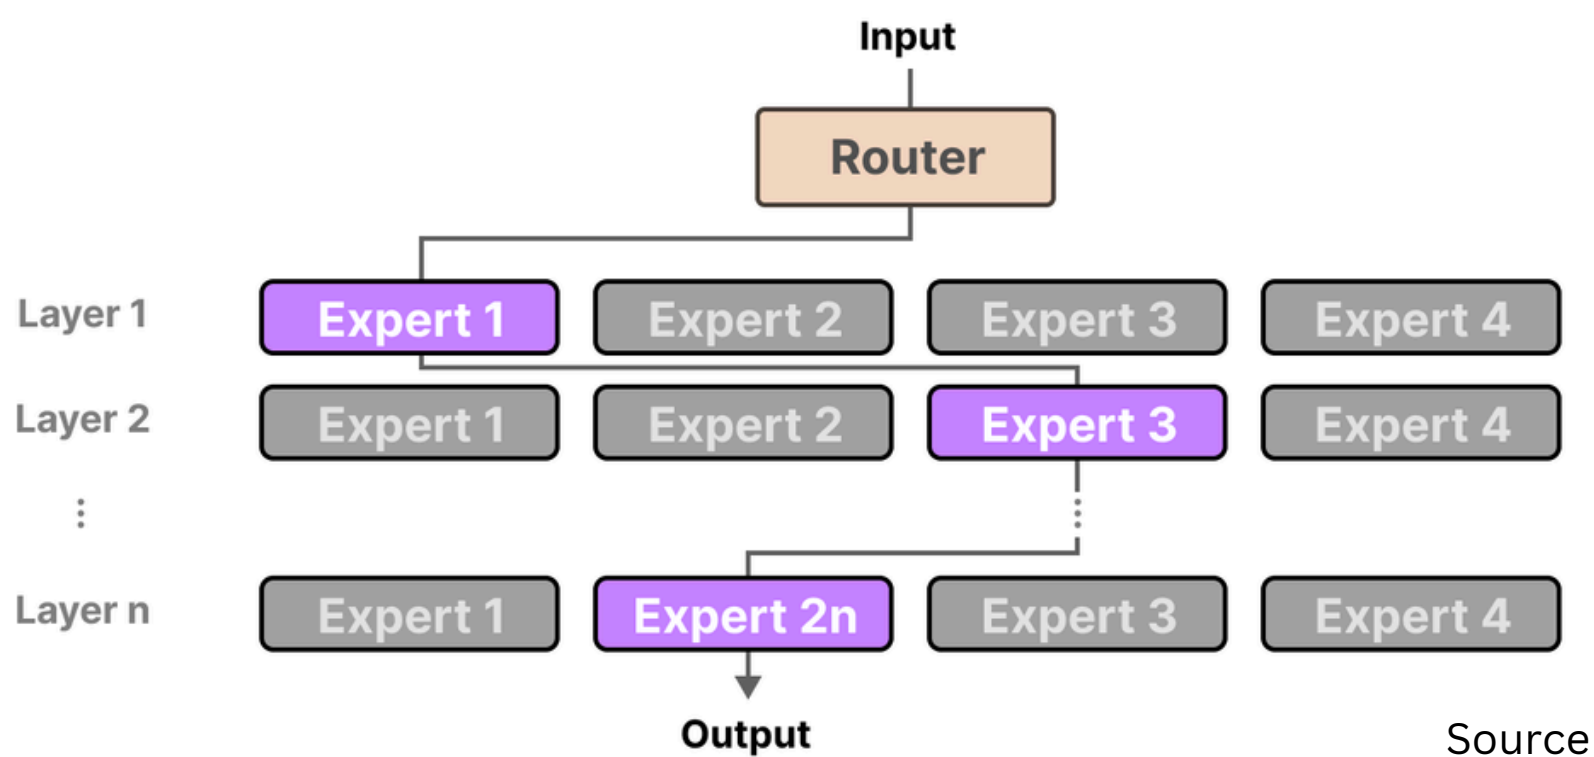 Input
Router
Layer 1 Expert 1 Expert 2 Expert 3 Expert 4
Layer 2 Expert 1 Expert 2 Expert 3 Expert 4
Layer n Expert 1 Expert 2n Expert 3 Expert 4
Output
Source